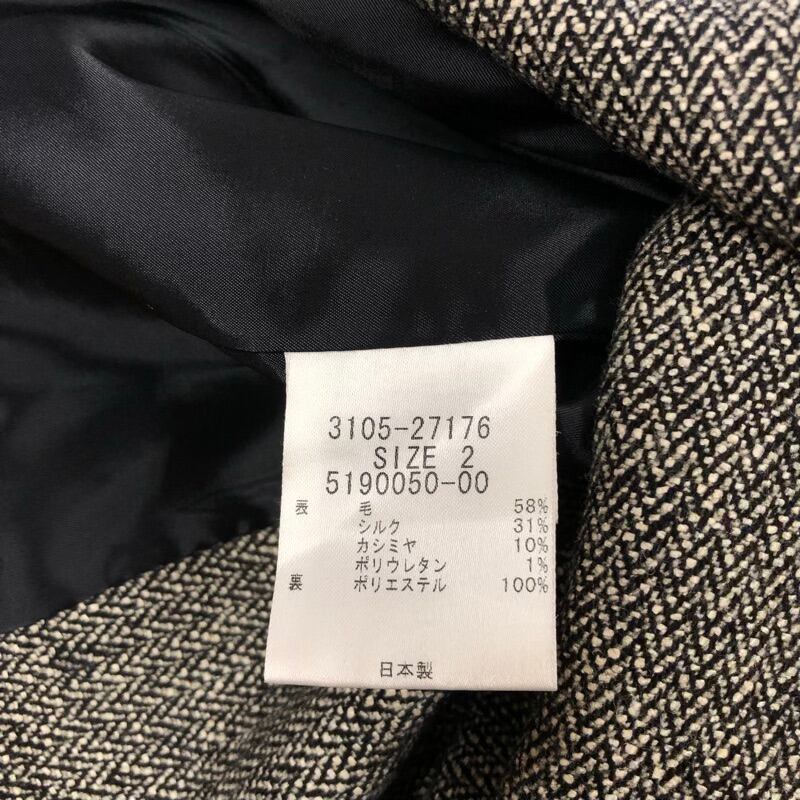 3105-27176
SIZE 2
5190050-00
表 毛 58%
シルク 31%
カシミヤ 10%
ポリウレタン 1%
裏 ポリエステル 100%
日本製